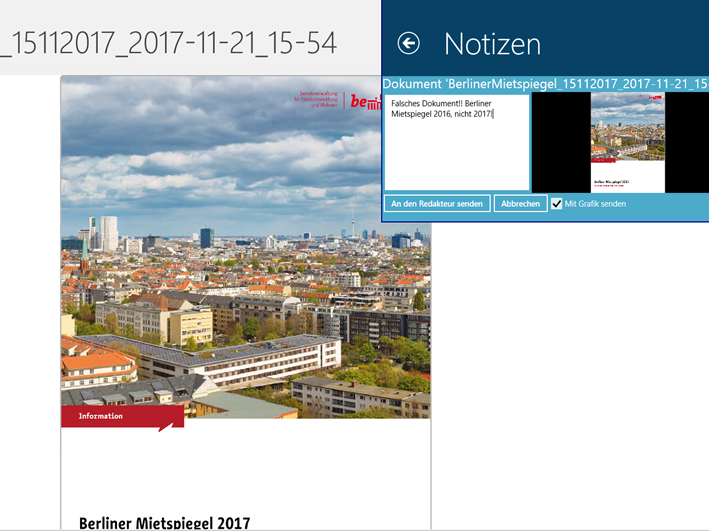 _15112017_2017-11-21_15-54
Notizen
Dokument 'BerlinerMietspiegel_15112017_2017-11-21_15
Falsches Dokument!! Berliner
Mietspiegel 2016, nicht 2017!
An den Redakteur senden
Abbrechen
Mit Grafik senden
Senatsverwaltung
für Stadtentwicklung
und Wohnen
be
Information
Berliner Mietspiegel 2017